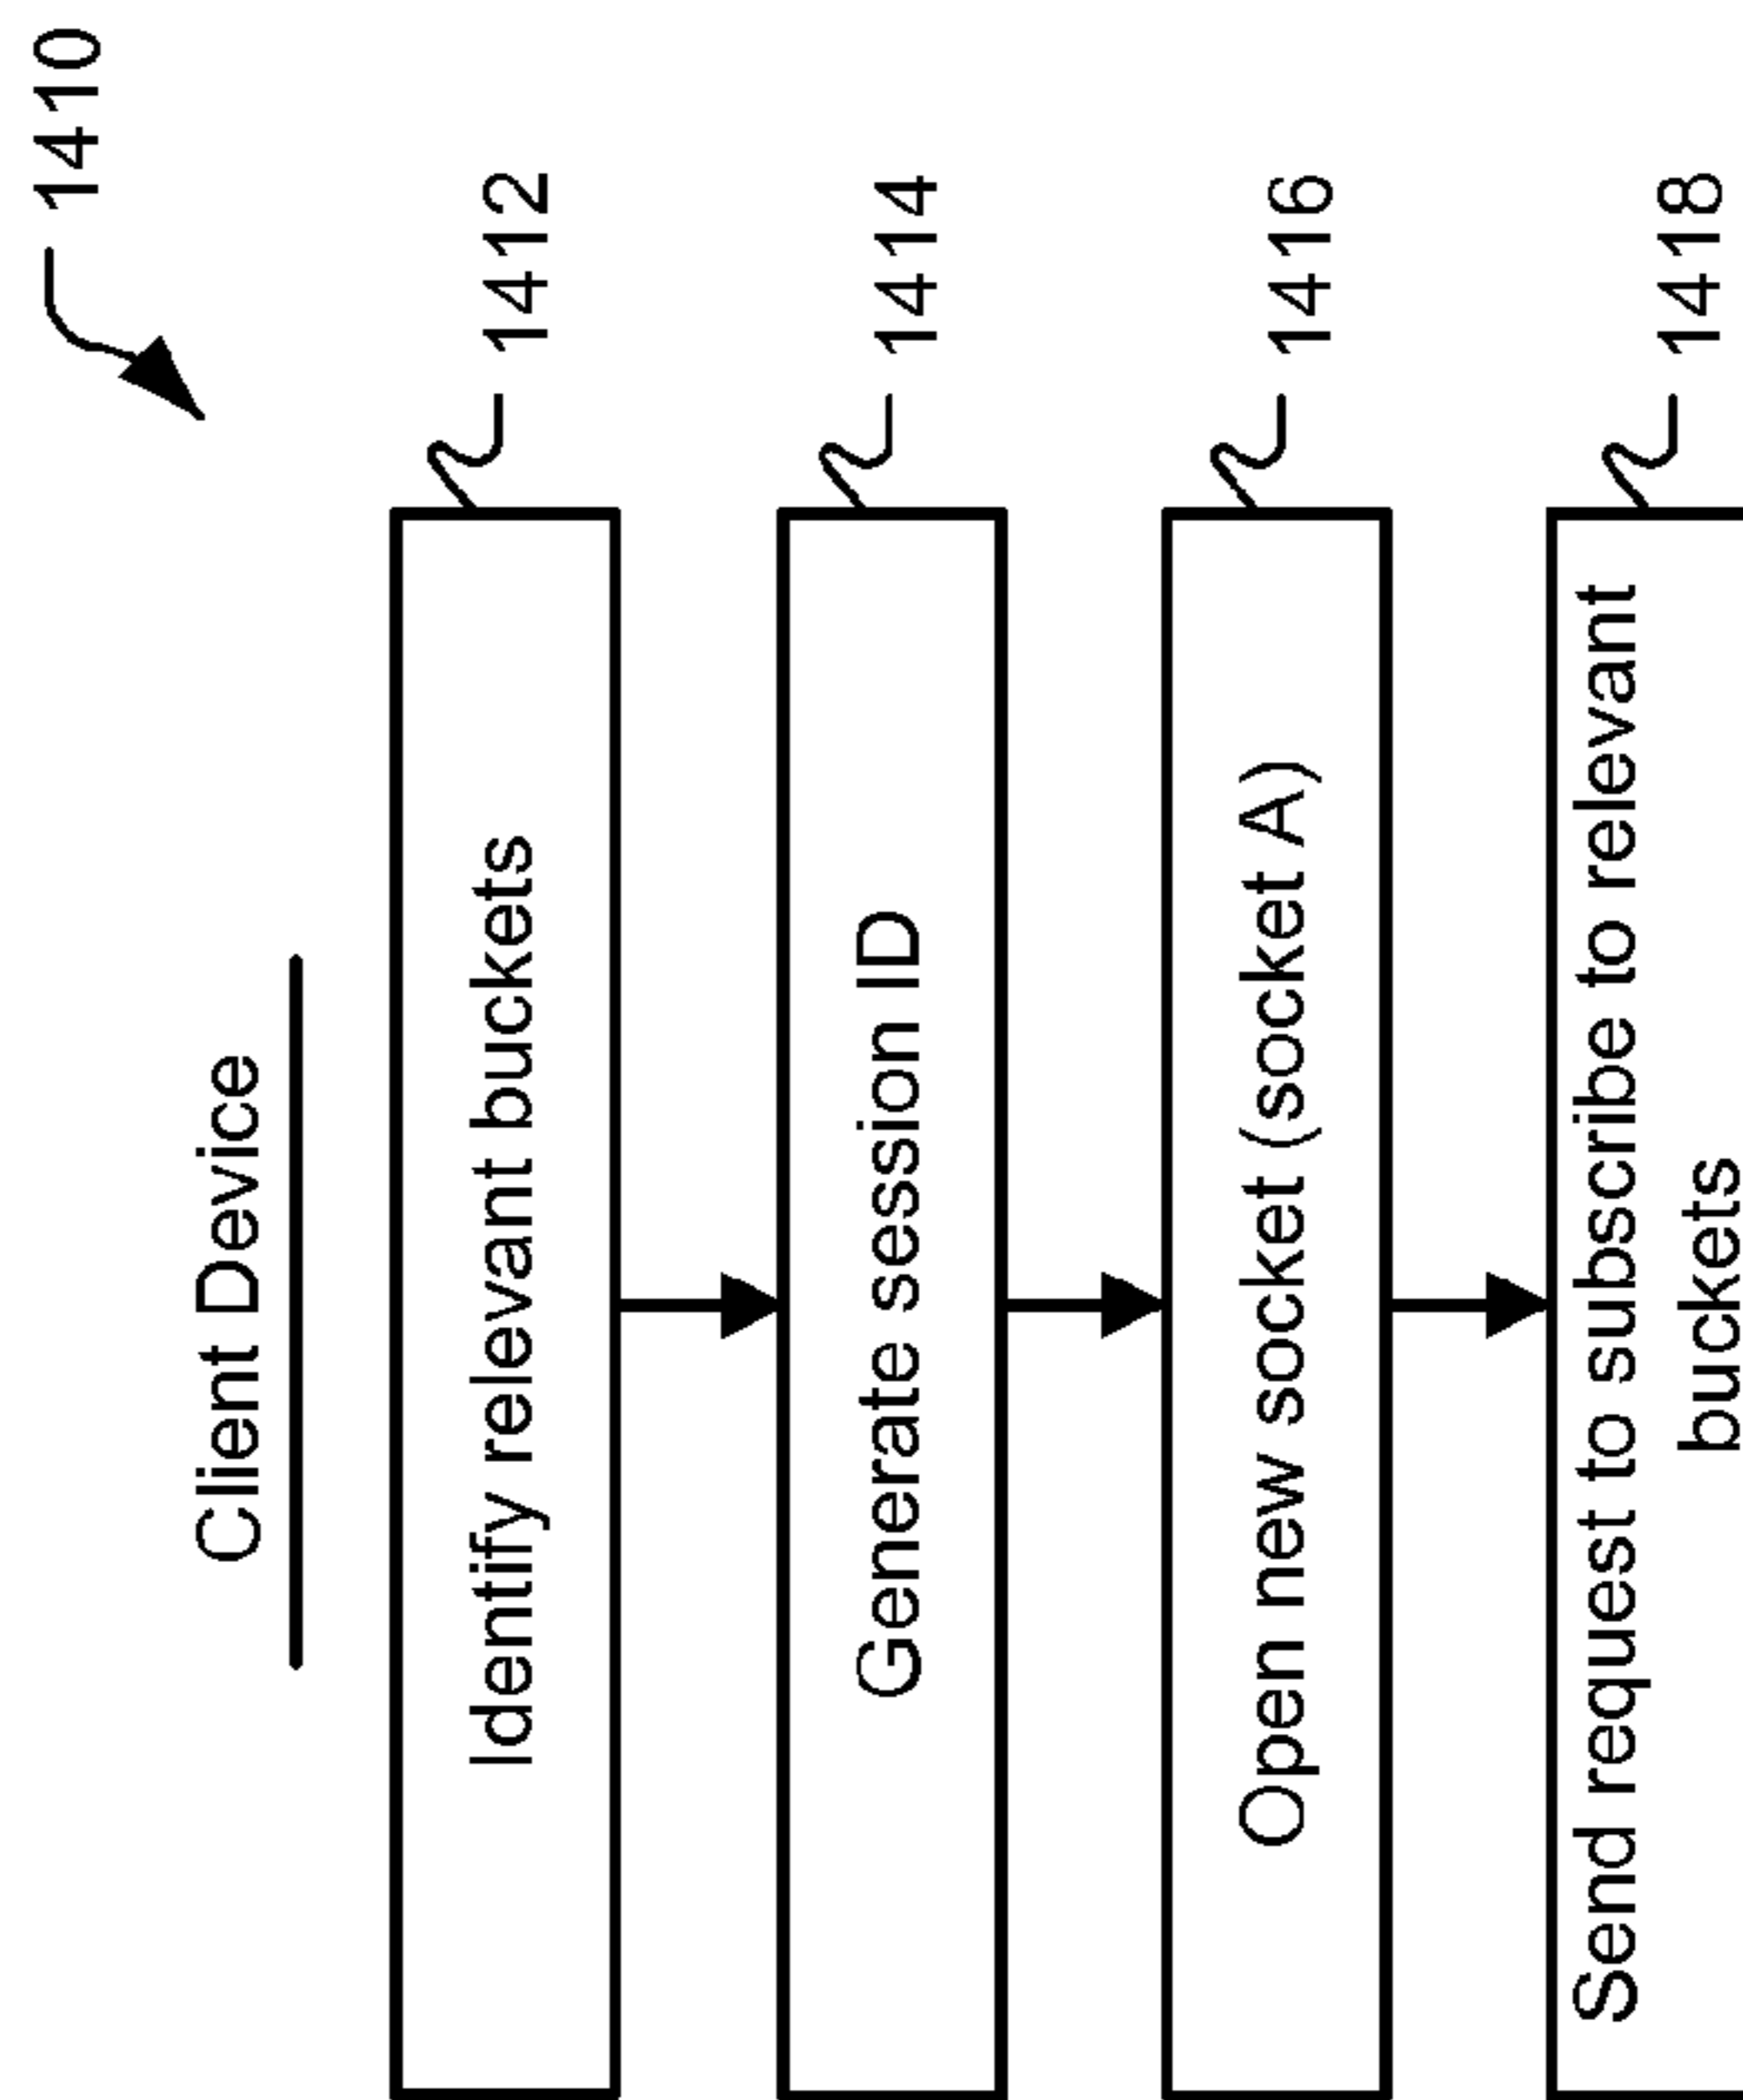 1410
Client Device
Identify relevant buckets
1412
Generate session ID
1414
Open new socket (socket A)
1416
Send request to subscribe to relevant
buckets
1418